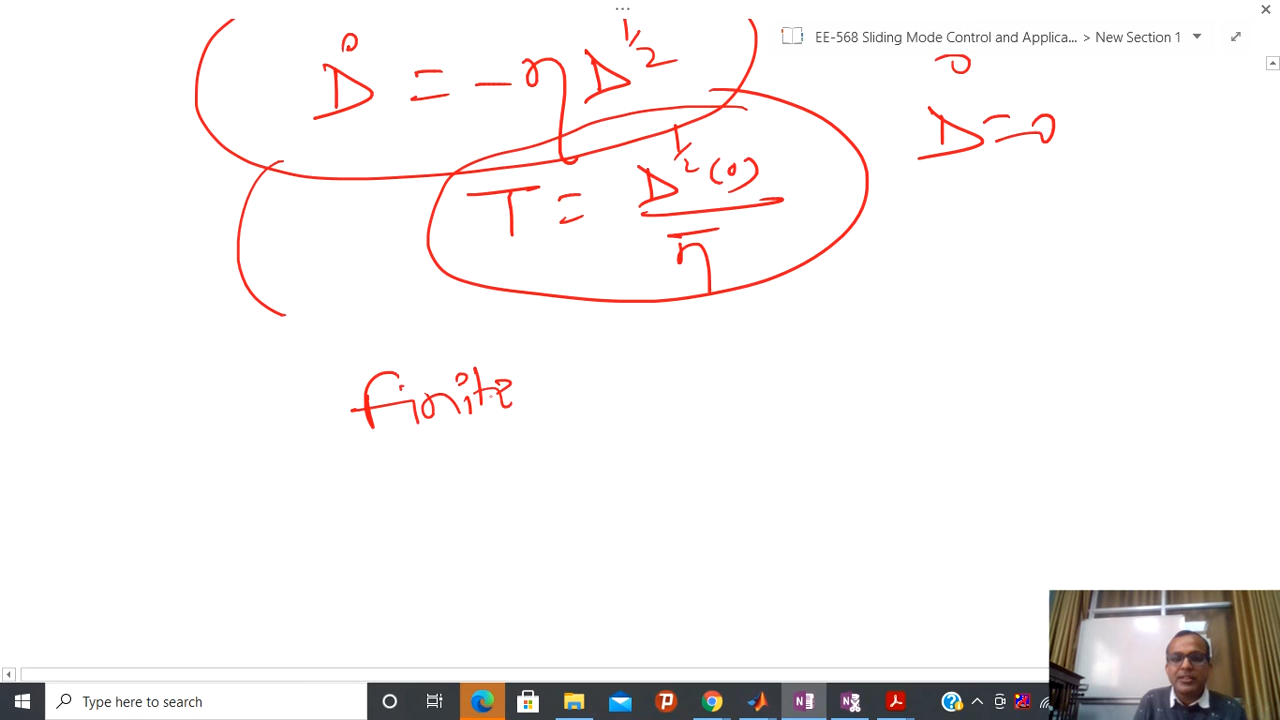 EE-568 Sliding Mode Control and Applica... > New Section 1
Ḋ = -η D^{1/2}
Ḋ = 0
T = D^{1/2}(0) / η
finite
Type here to search